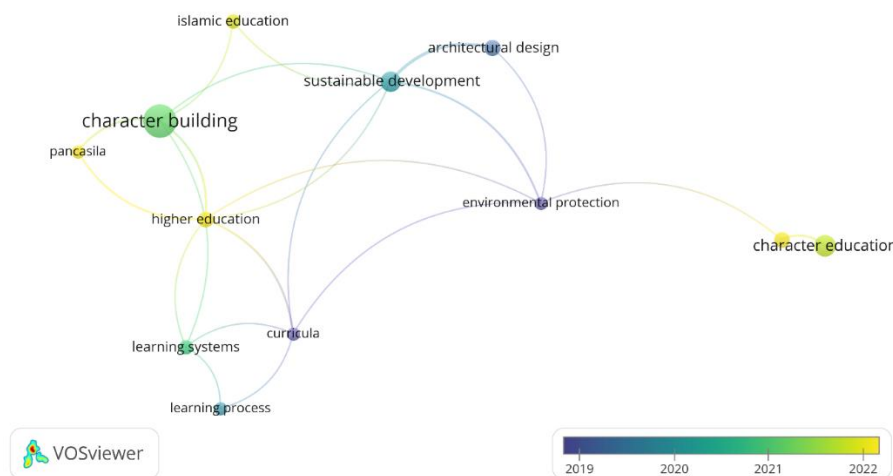 islamic education
architectural design
sustainable development
character building
pancasila
environmental protection
higher education
character education
curricula
learning systems
learning process
VOSviewer
2019 2020 2021 2022